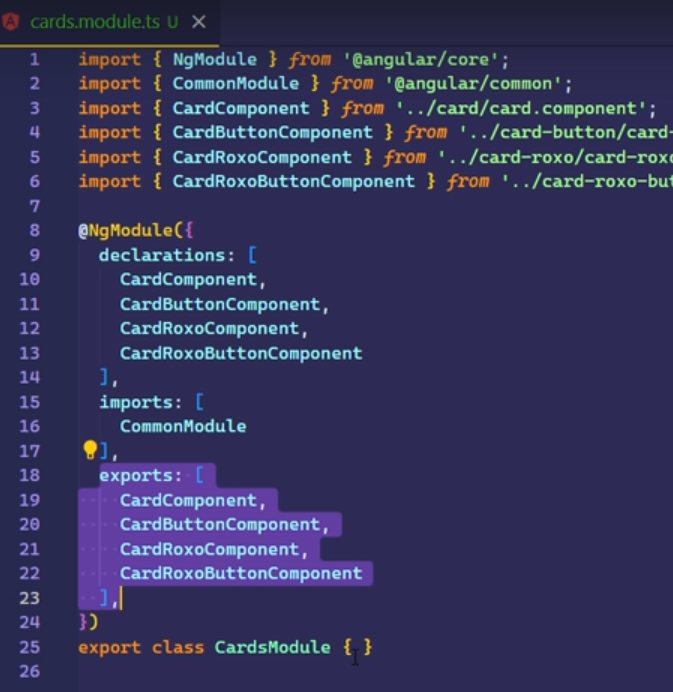 cards.module.ts U ✕
1 import { NgModule } from '@angular/core';
2 import { CommonModule } from '@angular/common';
3 import { CardComponent } from '../card/card.component';
4 import { CardButtonComponent } from '../card-button/card-
5 import { CardRoxoComponent } from '../card-roxo/card-roxo
6 import { CardRoxoButtonComponent } from '../card-roxo-but
7
8 @NgModule({
9   declarations: [
10     CardComponent,
11     CardButtonComponent,
12     CardRoxoComponent,
13     CardRoxoButtonComponent
14   ],
15   imports: [
16     CommonModule
17   ],
18   exports: [
19     CardComponent,
20     CardButtonComponent,
21     CardRoxoComponent,
22     CardRoxoButtonComponent
23   ],
24 })
25 export class CardsModule { }
26